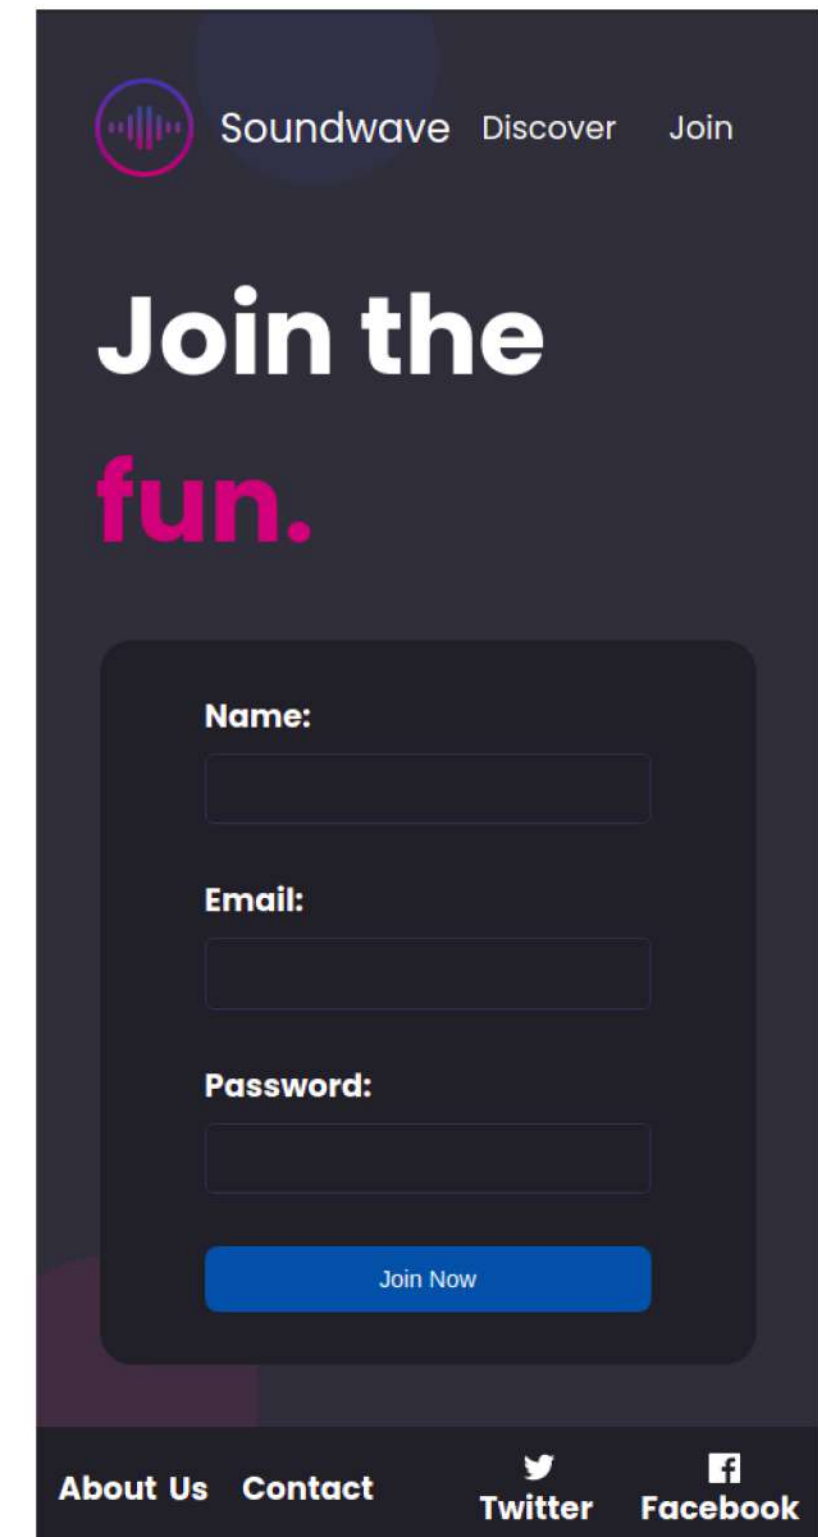 Soundwave Discover Join
Join the
fun.
Name:
Email:
Password:
Join Now
About Us Contact Twitter Facebook